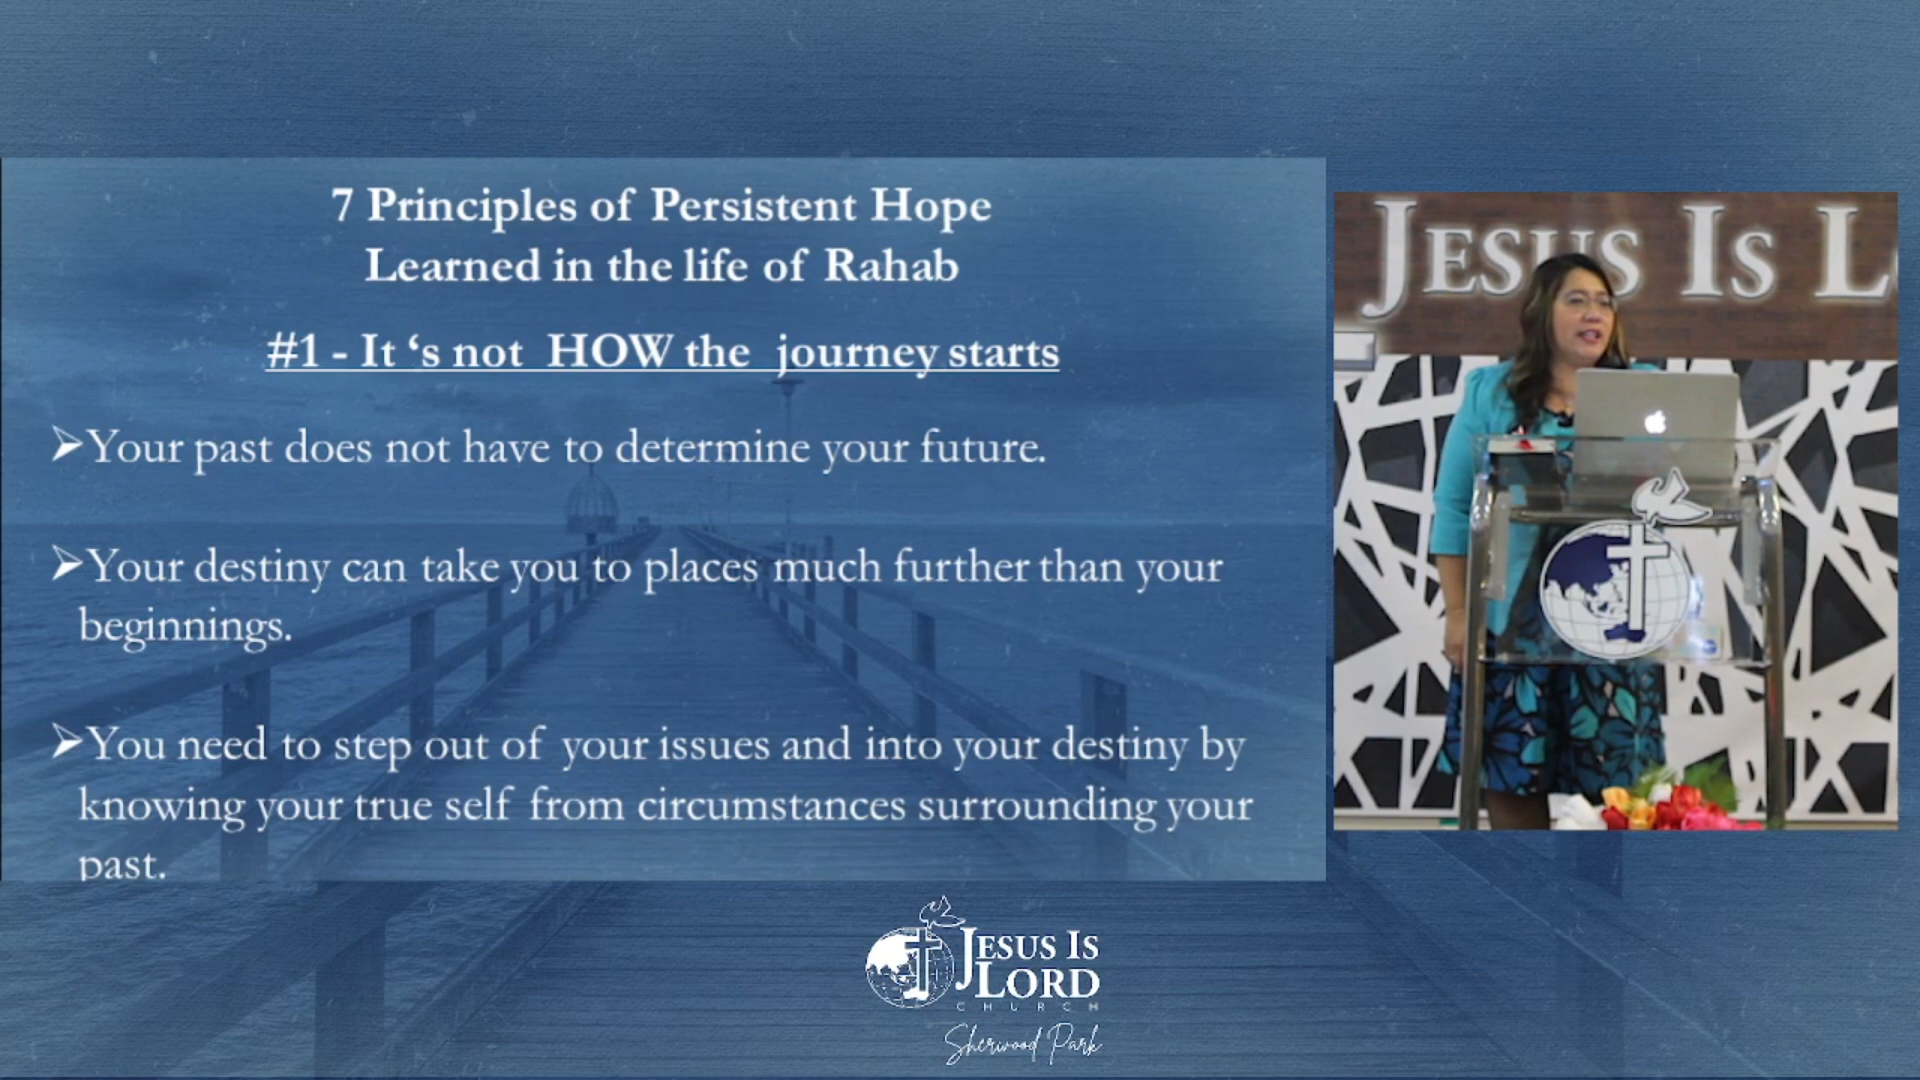 7 Principles of Persistent Hope
Learned in the life of Rahab
#1 - It ‘s not HOW the journey starts
➢Your past does not have to determine your future.
➢Your destiny can take you to places much further than your
beginnings.
➢You need to step out of your issues and into your destiny by
knowing your true self from circumstances surrounding your
past.
JESUS IS L
JESUS IS
LORD
CHURCH
Sherwood Park